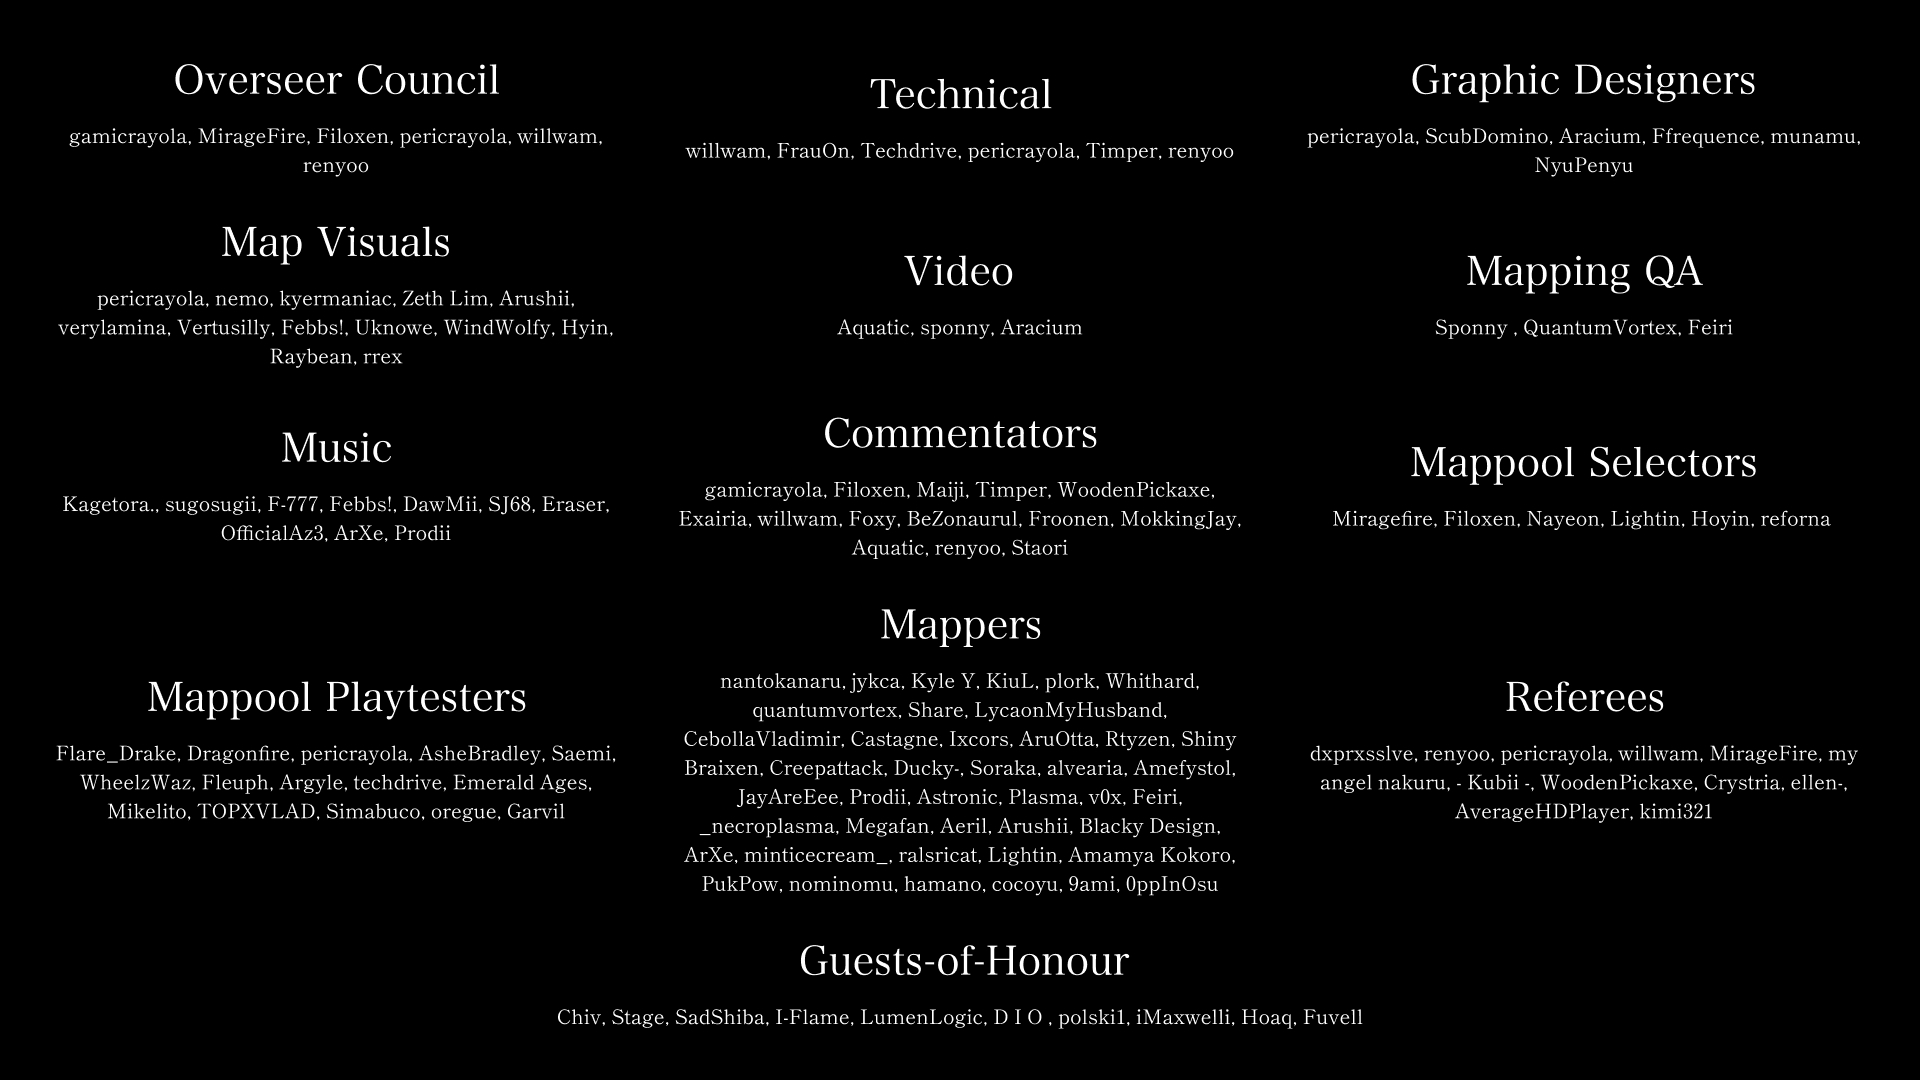 Overseer Council
gamicrayola, MirageFire, Filoxen, pericrayola, willwam,
renyoo
Technical
willwam, FrauOn, Techdrive, pericrayola, Timper, renyoo
Graphic Designers
pericrayola, ScubDomino, Aracium, Ffrequence, munamu,
NyuPenyu
Map Visuals
pericrayola, nemo, kyermaniac, Zeth Lim, Arushii,
verylamina, Vertusilly, Febbs!, Uknowe, WindWolfy, Hyin,
Raybean, rrex
Video
Aquatic, sponny, Aracium
Mapping QA
Sponny , QuantumVortex, Feiri
Music
Kagetora., sugosugii, F-777, Febbs!, DawMii, SJ68, Eraser,
OfficialAz3, ArXe, Prodii
Commentators
gamicrayola, Filoxen, Maiji, Timper, WoodenPickaxe,
Exairia, willwam, Foxy, BeZonaurul, Froonen, MokkingJay,
Aquatic, renyoo, Staori
Mappool Selectors
Miragefire, Filoxen, Nayeon, Lightin, Hoyin, reforna
Mappool Playtesters
Flare_Drake, Dragonfire, pericrayola, AsheBradley, Saemi,
WheelzWaz, Fleuph, Argyle, techdrive, Emerald Ages,
Mikelito, TOPXVLAD, Simabuco, oregue, Garvil
Mappers
nantokanaru, jykca, Kyle Y, KiuL, plork, Whithard,
quantumvortex, Share, LycaonMyHusband,
CebollaVladimir, Castagne, Ixcors, AruOtta, Rtyzen, Shiny
Braixen, Creepattack, Ducky-, Soraka, alvearia, Amefystol,
JayAreEee, Prodii, Astronic, Plasma, v0x, Feiri,
_necroplasma, Megafan, Aeril, Arushii, Blacky Design,
ArXe, minticecream_, ralsricat, Lightin, Amamya Kokoro,
PukPow, nominomu, hamano, cocoyu, 9ami, 0ppInOsu
Referees
dxprxsslve, renyoo, pericrayola, willwam, MirageFire, my
angel nakuru, - Kubii -, WoodenPickaxe, Crystria, ellen-,
AverageHDPlayer, kimi321
Guests-of-Honour
Chiv, Stage, SadShiba, I-Flame, LumenLogic, D I O , polski1, iMaxwelli, Hoaq, Fuvell